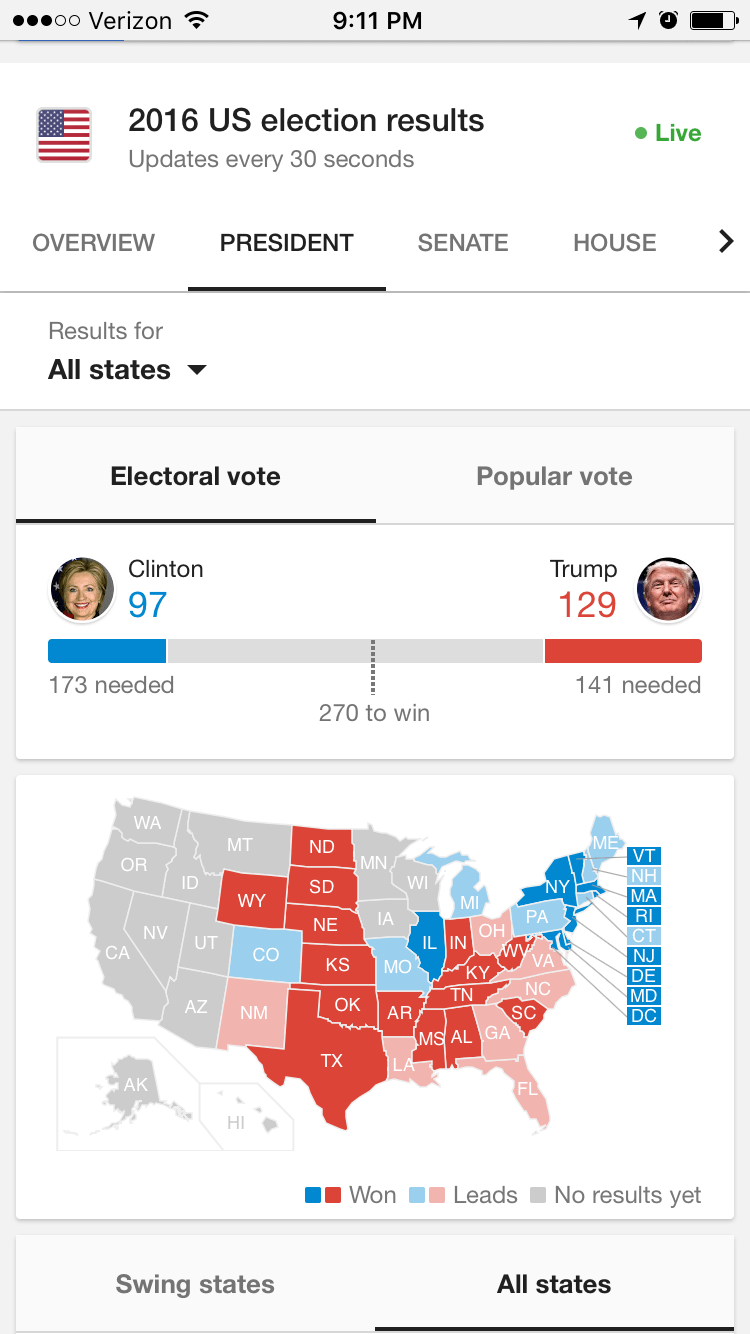 Verizon 9:11 PM
2016 US election results
Updates every 30 seconds
Live
OVERVIEW PRESIDENT SENATE HOUSE
Results for
All states
Electoral vote Popular vote
Clinton Trump
97 129
173 needed 141 needed
270 to win
WA
OR
ID
MT
ND
MN
WI
MI
ME
VT
NH
MA
RI
CT
NJ
DE
MD
DC
NY
PA
WY
SD
NE
IA
IL
IN
OH
WV
VA
NV
UT
CO
KS
MO
KY
CA
AZ
NM
OK
AR
TN
NC
SC
TX
LA
MS
AL
GA
FL
AK
HI
Won Leads No results yet
Swing states All states